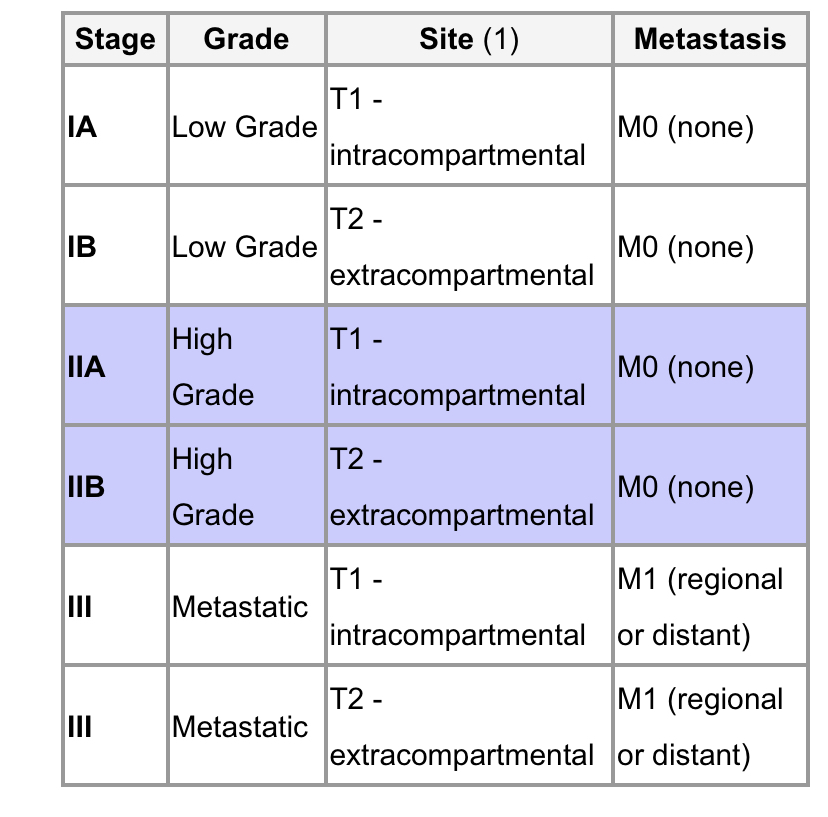 Stage Grade Site (1) Metastasis
IA Low Grade T1 - intracompartmental M0 (none)
IB Low Grade T2 - extracompartmental M0 (none)
IIA High Grade T1 - intracompartmental M0 (none)
IIB High Grade T2 - extracompartmental M0 (none)
III Metastatic T1 - intracompartmental M1 (regional or distant)
III Metastatic T2 - extracompartmental M1 (regional or distant)